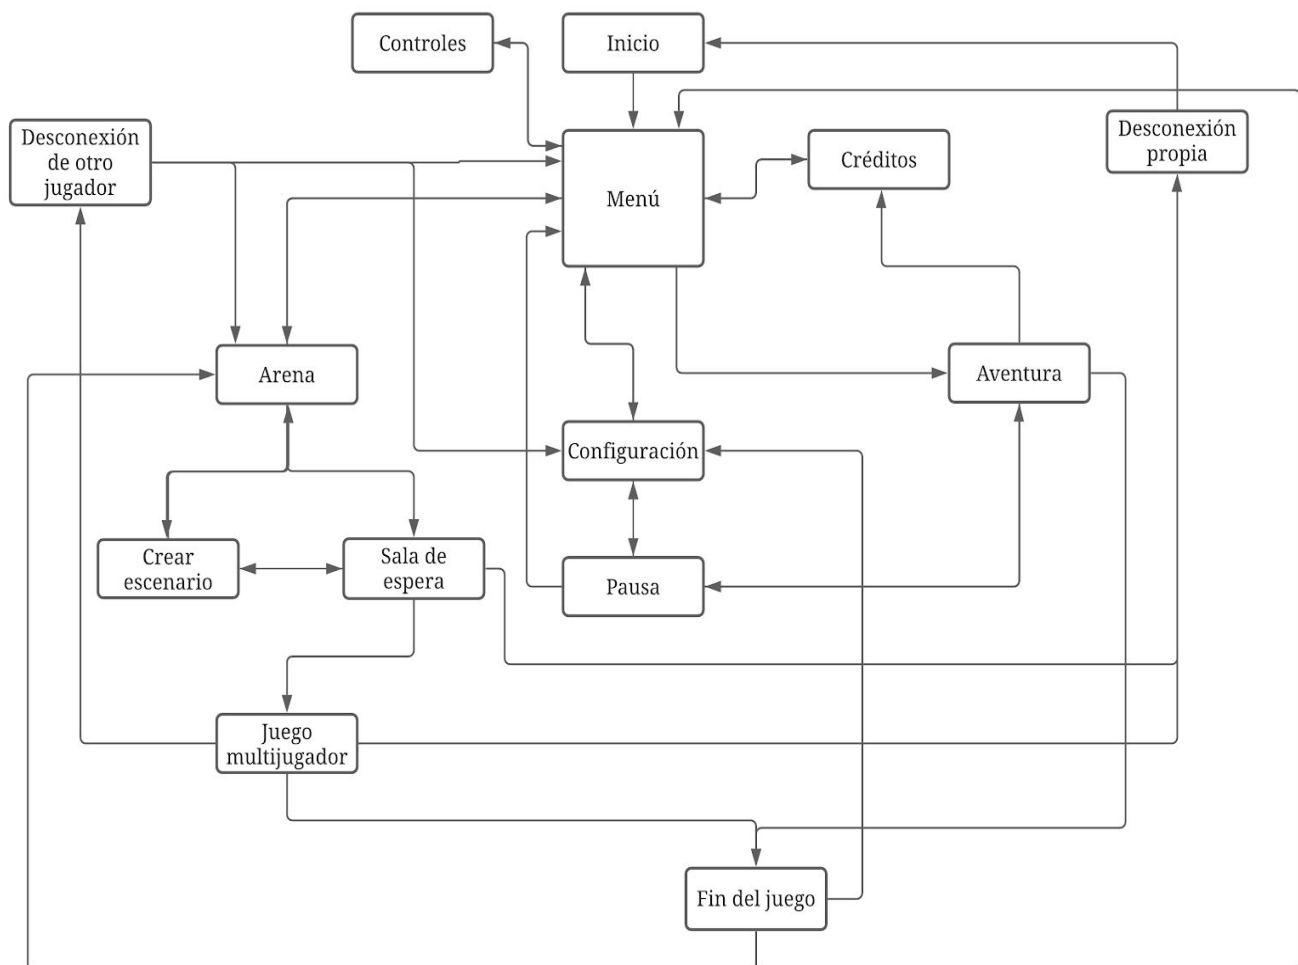 Controles
Inicio
Desconexión
de otro
jugador
Menú
Créditos
Desconexión
propia
Arena
Aventura
Configuración
Crear
escenario
Sala de
espera
Pausa
Juego
multijugador
Fin del juego